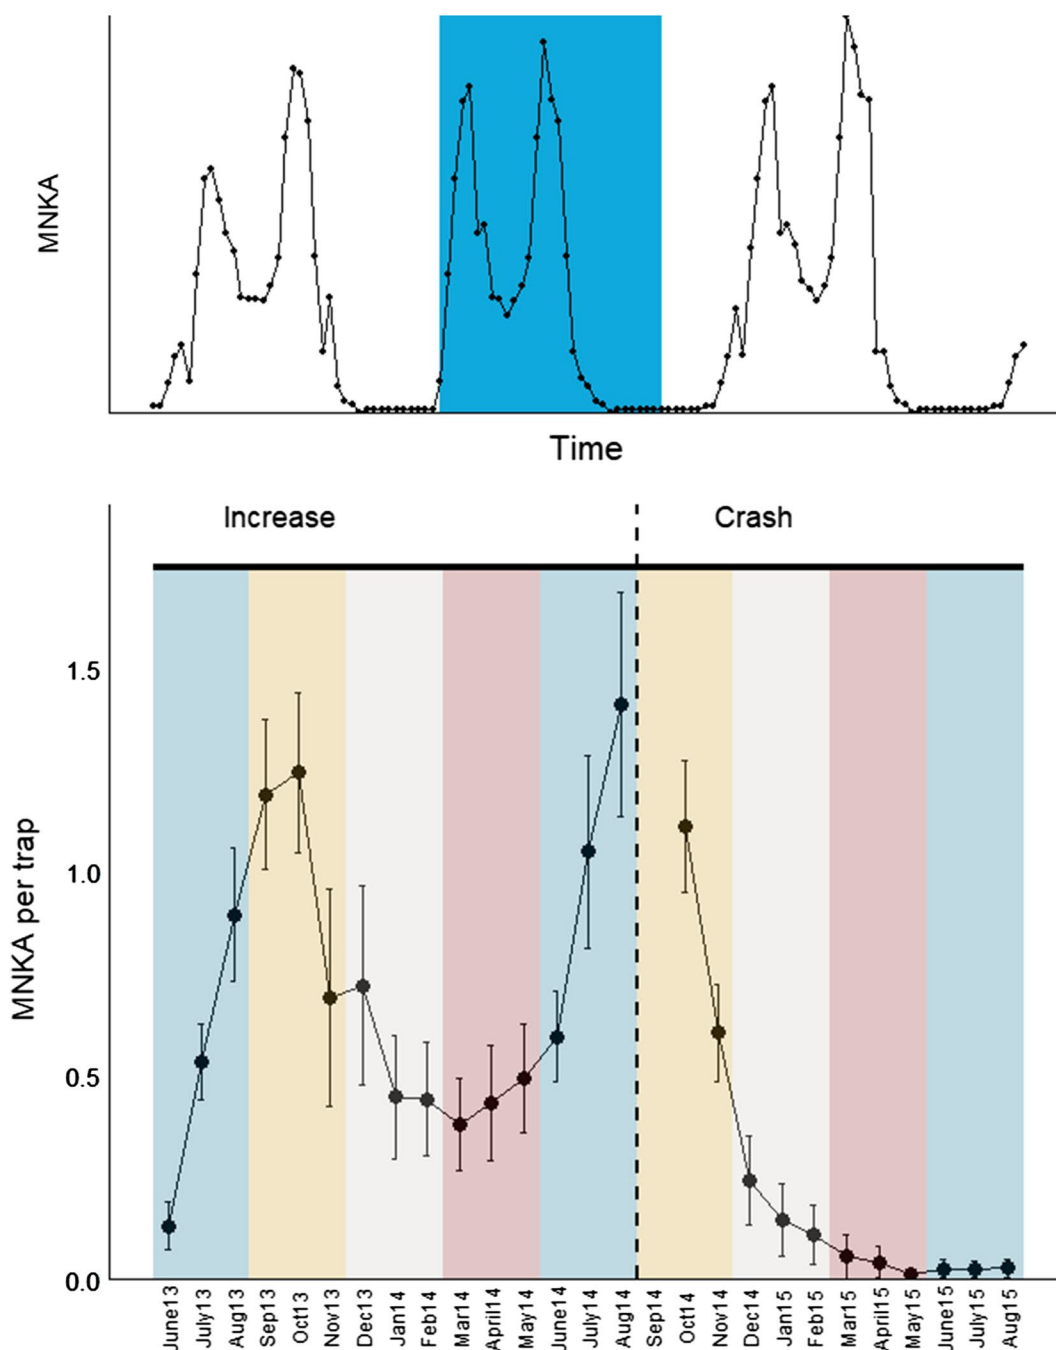 MNKA
Time
Increase
Crash
MNKA per trap
1.5
1.0
0.5
0.0
June13
July13
Aug13
Sep13
Oct13
Nov13
Dec13
Jan14
Feb14
Mar14
April14
May14
June14
July14
Aug14
Sep14
Oct14
Nov14
Dec14
Jan15
Feb15
Mar15
April15
May15
June15
July15
Aug15